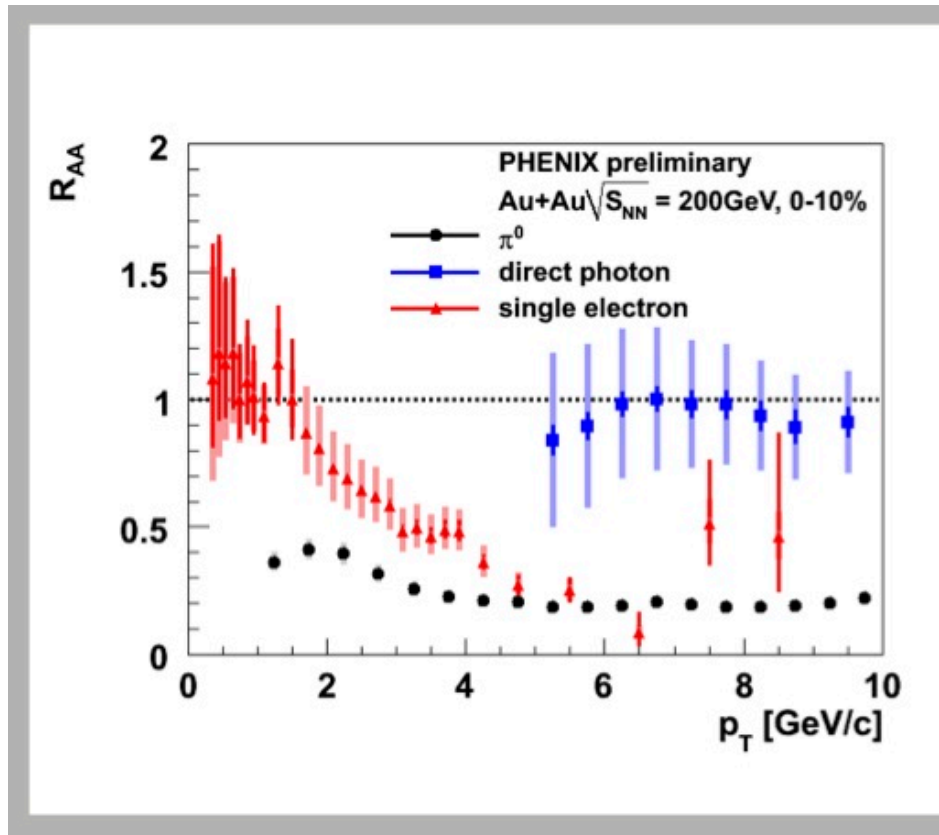 R_AA
2
1.5
1
0.5
0
PHENIX preliminary
Au+Au√S_NN = 200GeV, 0-10%
π⁰
direct photon
single electron
0 2 4 6 8 10
p_T [GeV/c]